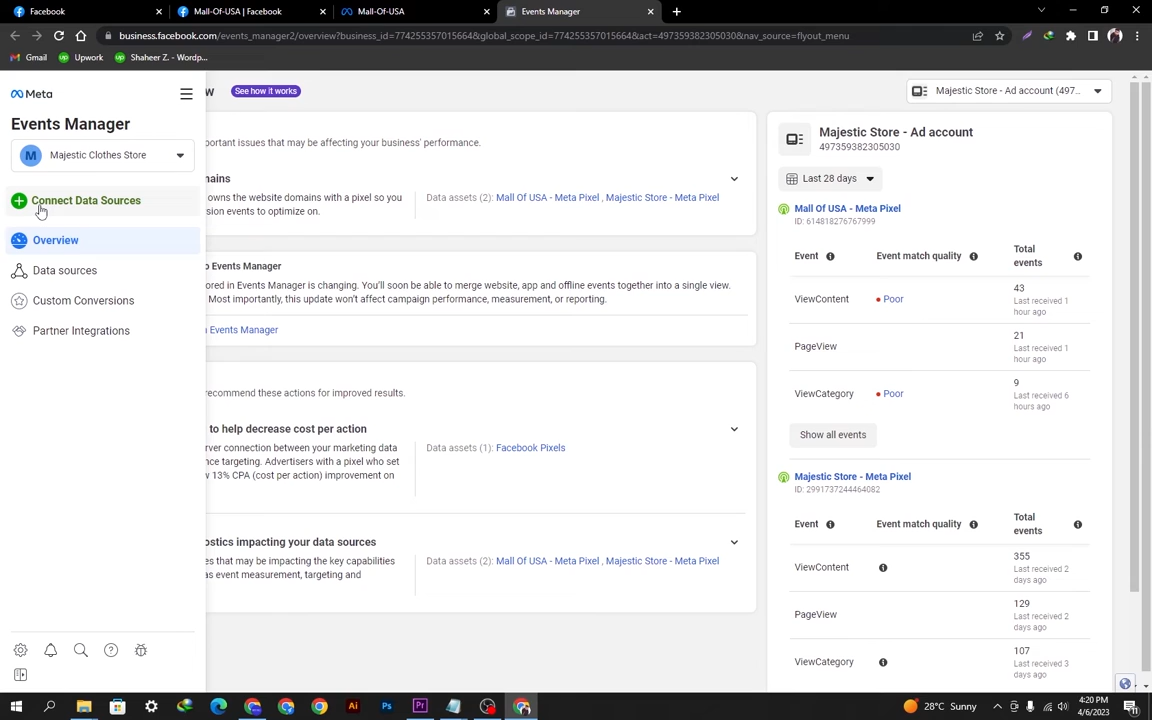 Facebook
Mall-Of-USA | Facebook
Mall-Of-USA
Events Manager
business.facebook.com/events_manager2/overview?business_id=774255357015664&global_scope_id=774255357015664&act=497359382305030&nav_source=flyout_menu
Gmail
Upwork
Shaheer Z. - Wordp...
Meta
Events Manager
Majestic Clothes Store
Connect Data Sources
Overview
Data sources
Custom Conversions
Partner Integrations
w
See how it works
Majestic Store - Ad account (497...
portant issues that may be affecting your business' performance.
mains
owns the website domains with a pixel so you
sion events to optimize on.
Data assets (2): Mall Of USA - Meta Pixel , Majestic Store - Meta Pixel
o Events Manager
ored in Events Manager is changing. You'll soon be able to merge website, app and offline events together into a single view.
Most importantly, this update won't affect campaign performance, measurement, or reporting.
n Events Manager
recommend these actions for improved results.
to help decrease cost per action
rver connection between your marketing data
nce targeting. Advertisers with a pixel who set
w 13% CPA (cost per action) improvement on
Data assets (1): Facebook Pixels
ostics impacting your data sources
es that may be impacting the key capabilities
as event measurement, targeting and
Data assets (2): Mall Of USA - Meta Pixel , Majestic Store - Meta Pixel
Majestic Store - Ad account
497359382305030
Last 28 days
Mall Of USA - Meta Pixel
ID: 614818276767999
Event
Event match quality
Total events
ViewContent
Poor
43
Last received 1 hour ago
PageView
21
Last received 1 hour ago
ViewCategory
Poor
9
Last received 6 hours ago
Show all events
Majestic Store - Meta Pixel
ID: 2991737244464082
Event
Event match quality
Total events
ViewContent
355
Last received 2 days ago
PageView
129
Last received 2 days ago
ViewCategory
107
Last received 3 days ago
28°C Sunny
4:20 PM
4/6/2023